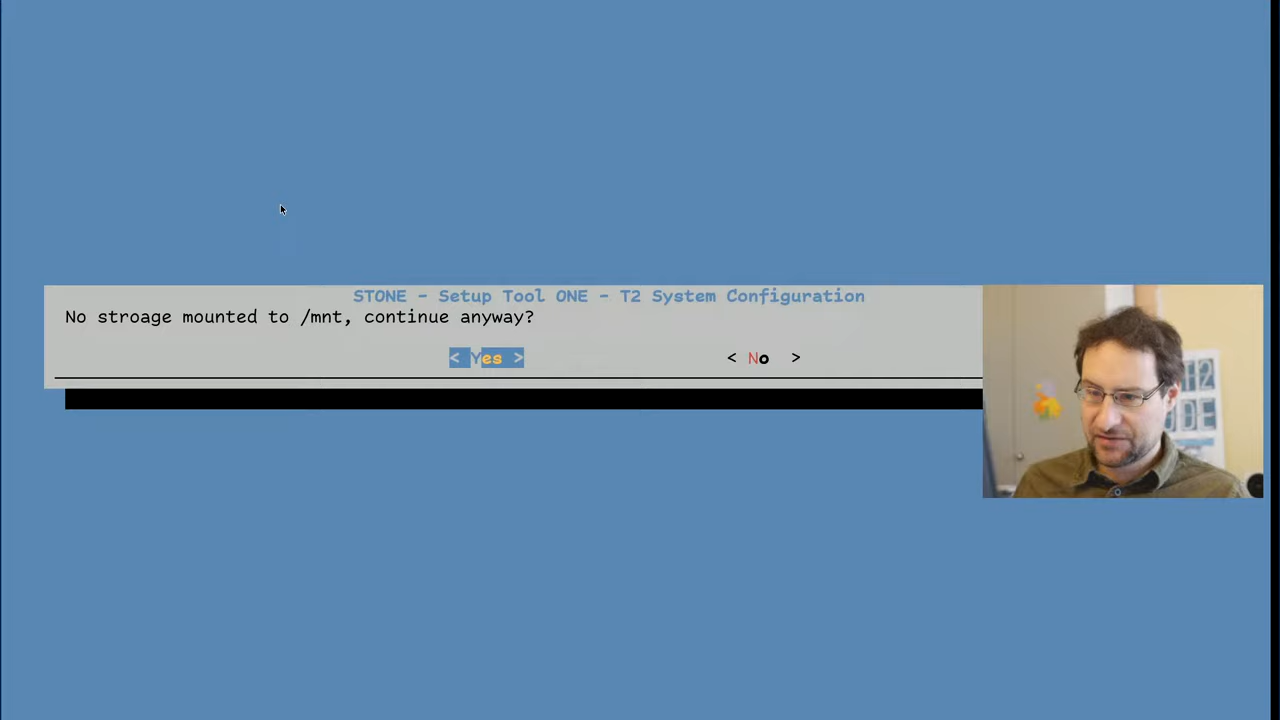 STONE - Setup Tool ONE - T2 System Configuration
No stroage mounted to /mnt, continue anyway?
< Yes > < No >